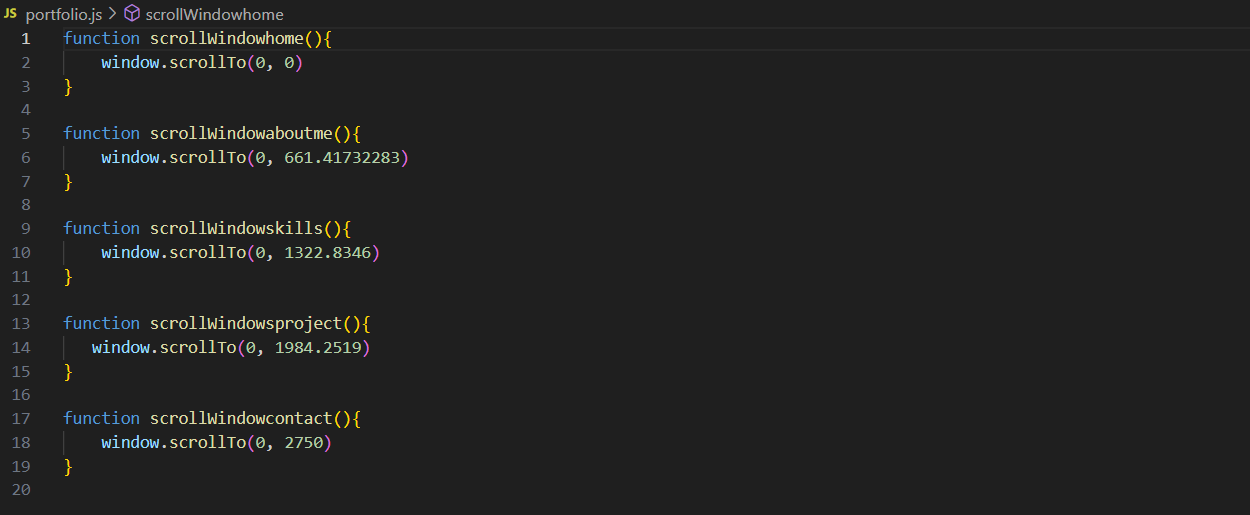 JS portfolio.js > scrollWindowhome
1 function scrollWindowhome(){
2     window.scrollTo(0, 0)
3 }
4
5 function scrollWindowaboutme(){
6     window.scrollTo(0, 661.41732283)
7 }
8
9 function scrollWindowskills(){
10     window.scrollTo(0, 1322.8346)
11 }
12
13 function scrollWindowsproject(){
14    window.scrollTo(0, 1984.2519)
15 }
16
17 function scrollWindowcontact(){
18     window.scrollTo(0, 2750)
19 }
20